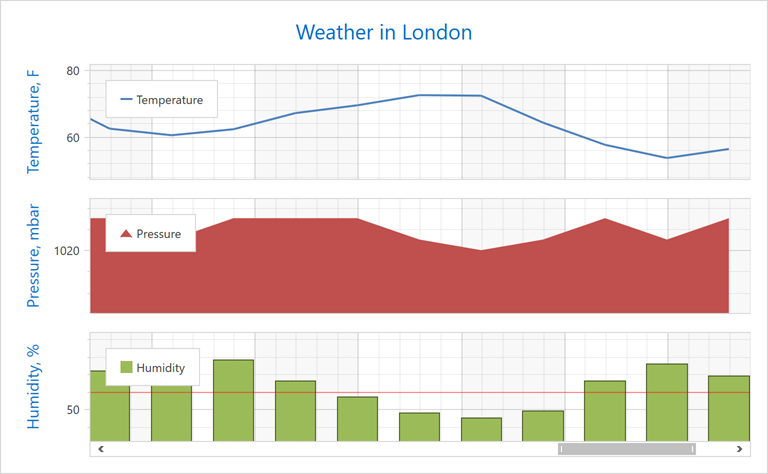 Weather in London
Temperature, F
80
60
Temperature
Pressure, mbar
1020
Pressure
Humidity, %
50
Humidity